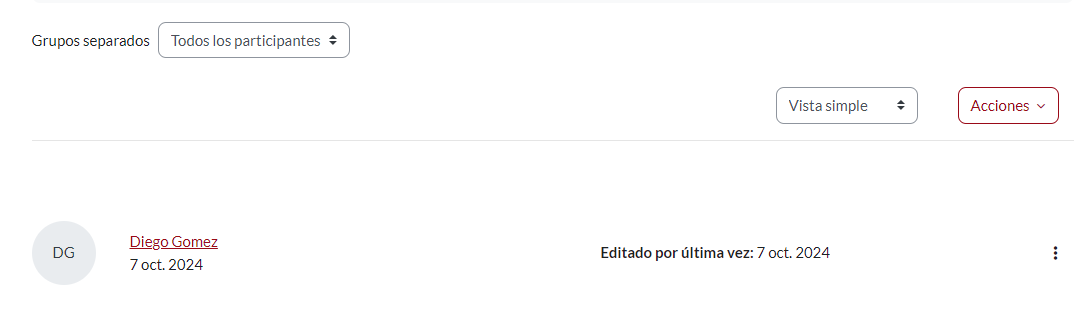 Grupos separados Todos los participantes
Vista simple Acciones
DG
Diego Gomez
7 oct. 2024
Editado por última vez: 7 oct. 2024